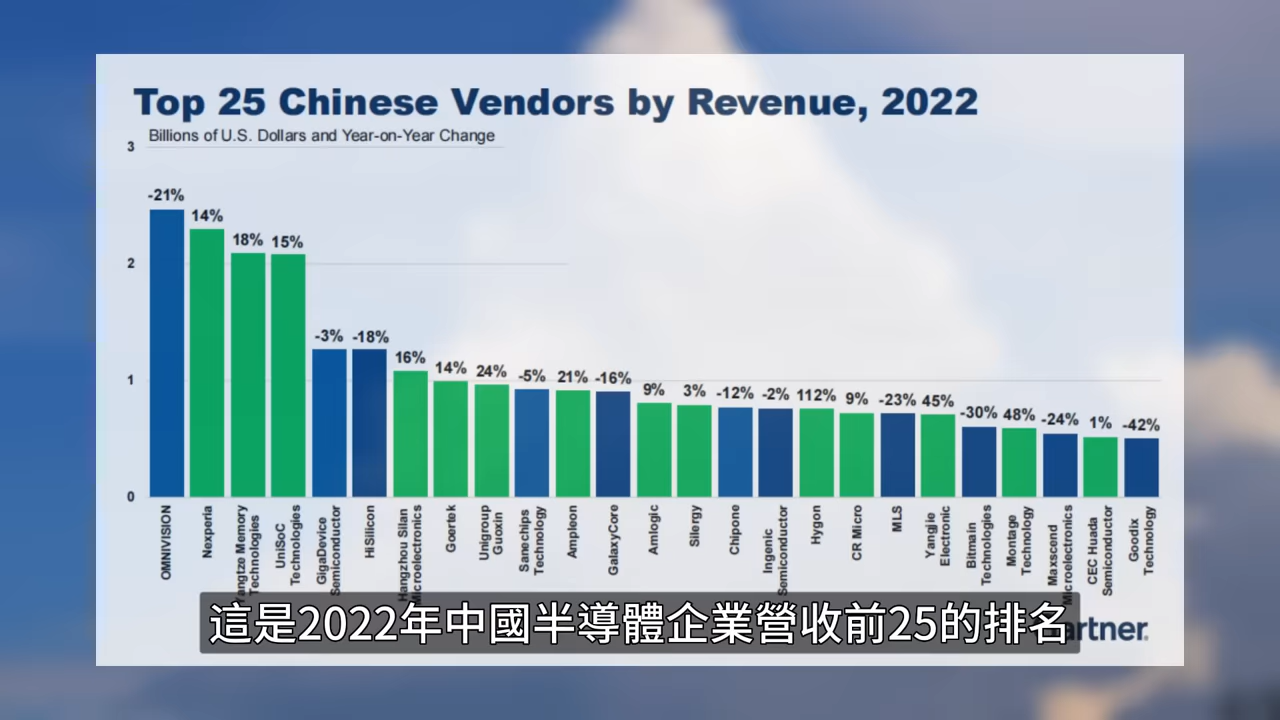 Top 25 Chinese Vendors by Revenue, 2022
Billions of U.S. Dollars and Year-on-Year Change
3
2
1
0
-21%
14%
18%
15%
-3%
-18%
16%
14%
24%
-5%
21%
-16%
9%
3%
-12%
-2%
112%
9%
-23%
45%
-30%
48%
-24%
1%
-42%
OMNIVISION
Nexperia
Yangtze Memory
Technologies
UniSoC
Technologies
GigaDevice
Semiconductor
HiSilicon
Hangzhou Silan
Microelectronics
Goertek
Unigroup
Guoxin
Sanechips
Technology
Ampleon
GalaxyCore
Amlogic
Silergy
Chipone
Ingenic
Semiconductor
Hygon
CR Micro
MLS
Yangjie
Electronic
Bitmain
Technologies
Montage
Technology
Maxscend
Microelectronics
CEC Huada
Semiconductor
Goodix
Technology
這是2022年中國半導體企業營收前25的排名
artner